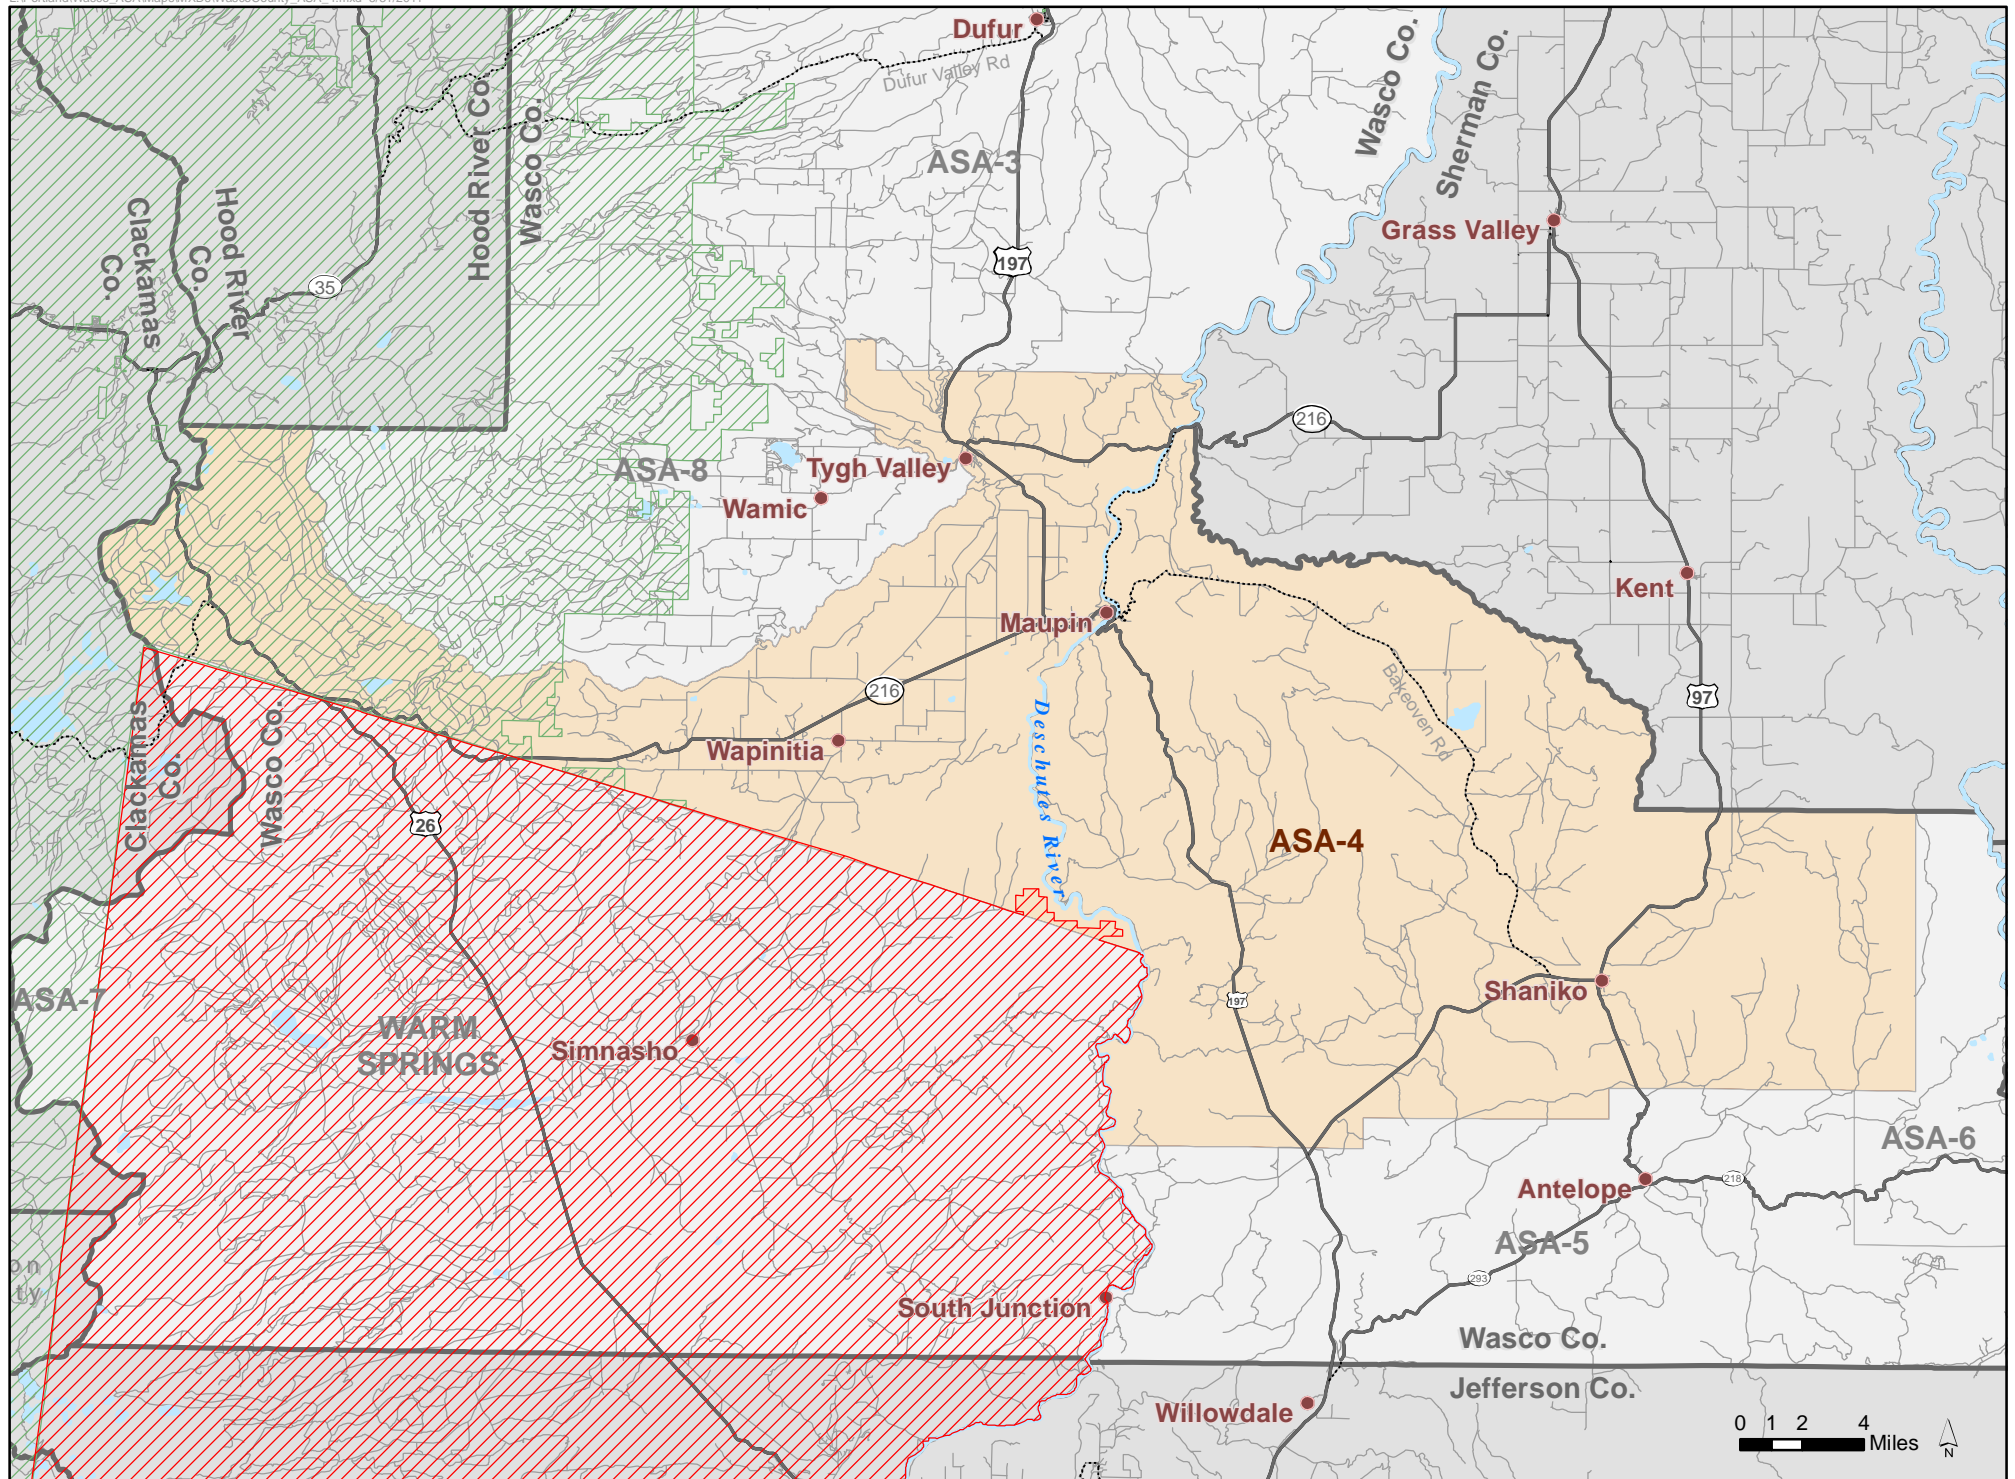 Dufur
Dufur Valley Rd
Wasco Co.
Sherman Co.
Hood River Co.
Wasco Co.
ASA-3
Grass Valley
Clackamas
Co.
Hood River
Co.
197
35
216
ASA-8
Tygh Valley
Wamic
Kent
Maupin
216
Bakeoven Rd
97
Clackamas
Co.
Wasco Co.
Wapinitia
Deschutes River
26
ASA-4
Shaniko
197
ASA-7
WARM
SPRINGS
Simnasho
ASA-6
Antelope
218
ASA-5
293
South Junction
Wasco Co.
Jefferson Co.
Willowdale
0 1 2 4
Miles
N